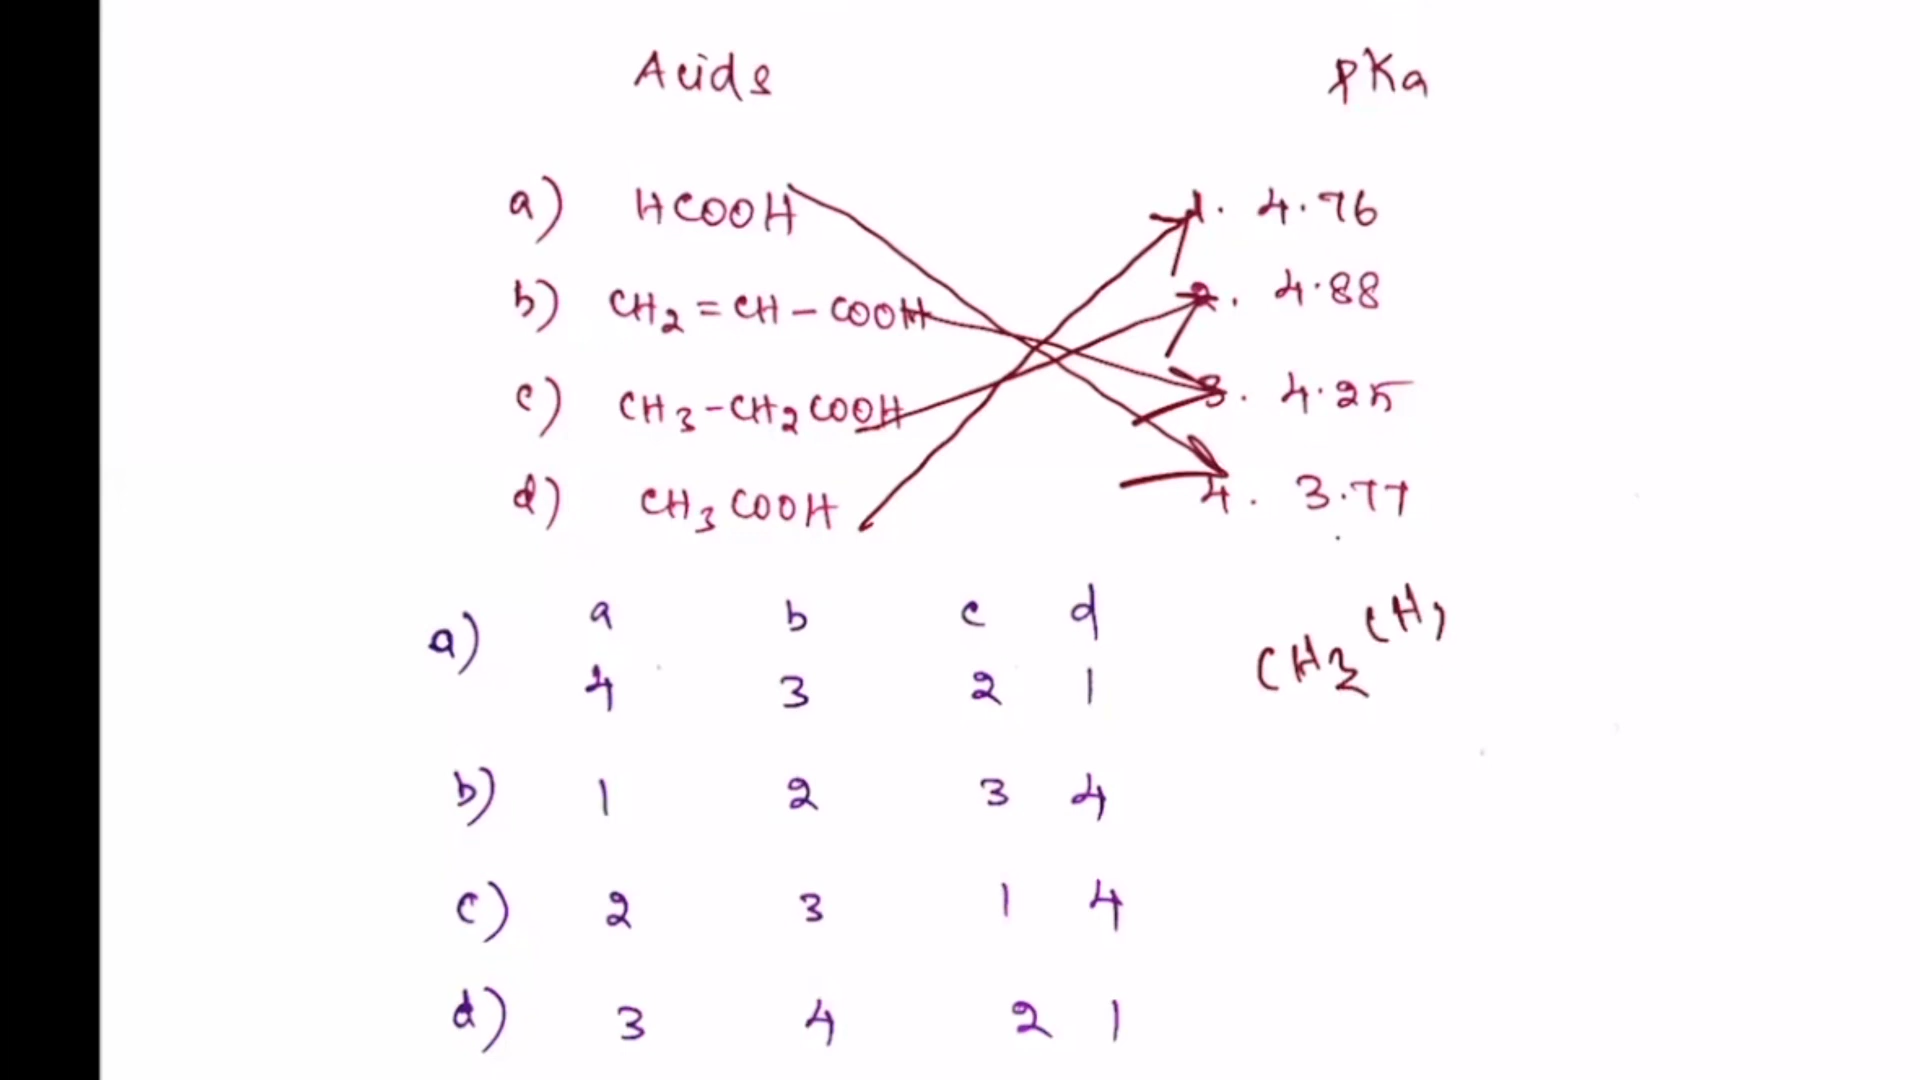 Acids pKa
a) HCOOH 1. 4.76
b) CH2 = CH - COOH 2. 4.88
c) CH3-CH2COOH 3. 4.25
d) CH3COOH 4. 3.77
a) a b c d
4 3 2 1
b) 1 2 3 4
c) 2 3 1 4
d) 3 4 2 1